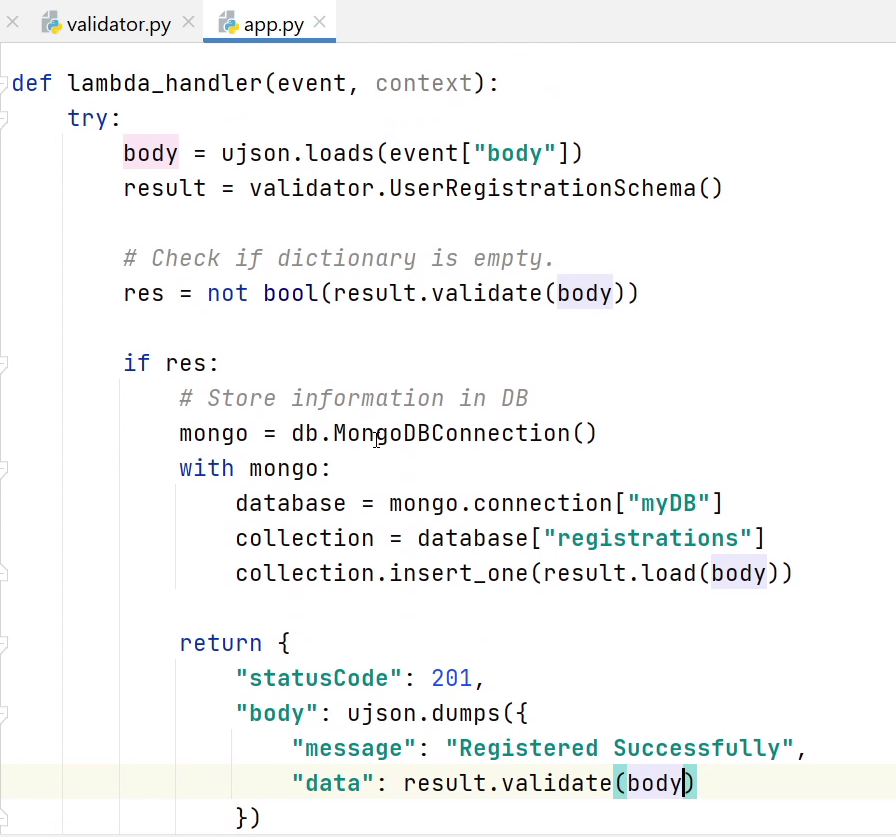 validator.py app.py
def lambda_handler(event, context):
try:
body = ujson.loads(event["body"])
result = validator.UserRegistrationSchema()
# Check if dictionary is empty.
res = not bool(result.validate(body))
if res:
# Store information in DB
mongo = db.MongoDBConnection()
with mongo:
database = mongo.connection["myDB"]
collection = database["registrations"]
collection.insert_one(result.load(body))
return {
"statusCode": 201,
"body": ujson.dumps({
"message": "Registered Successfully",
"data": result.validate(body)
})